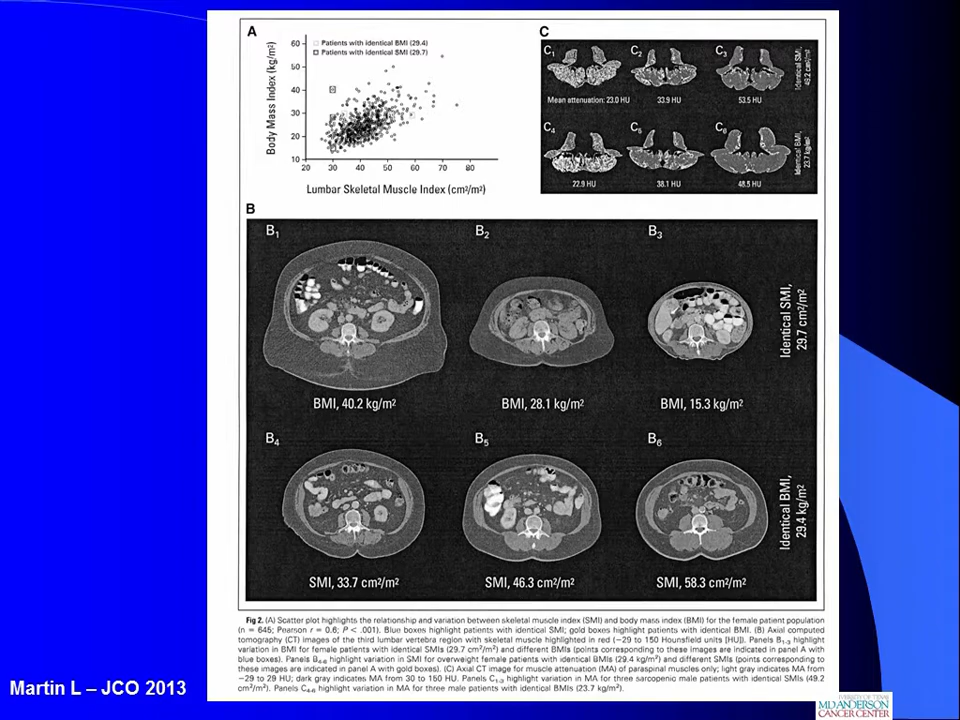 A
C
Body Mass Index (kg/m²)
60
50
40
30
20
10
Patients with identical BMI (29.4)
Patients with identical SMI (29.7)
20 30 40 50 60 70 80
Lumbar Skeletal Muscle Index (cm²/m²)
C1 C2 C3
Mean attenuation: 23.0 HU 33.9 HU 53.5 HU
Identical SMI,
49.2 cm²/m²
C4 C5 C6
22.9 HU 38.1 HU 48.5 HU
Identical BMI,
23.7 kg/m²
B
B1 B2 B3
BMI, 40.2 kg/m² BMI, 28.1 kg/m² BMI, 15.3 kg/m²
Identical SMI,
29.7 cm²/m²
B4 B5 B6
SMI, 33.7 cm²/m² SMI, 46.3 cm²/m² SMI, 58.3 cm²/m²
Identical BMI,
29.4 kg/m²
Fig 2. (A) Scatter plot highlights the relationship and variation between skeletal muscle index (SMI) and body mass index (BMI) for the female patient population
(n = 645; Pearson r = 0.6; P < .001). Blue boxes highlight patients with identical SMI; gold boxes highlight patients with identical BMI. (B) Axial computed
tomography (CT) images of the third lumbar vertebra region with skeletal muscle highlighted in red (−29 to 150 Hounsfield units [HU]). Panels B1-3 highlight
variation in BMI for female patients with identical SMIs (29.7 cm²/m²) and different BMIs (points corresponding to these images are indicated in panel A with
blue boxes). Panels B4-6 highlight variation in SMI for overweight female patients with identical BMIs (29.4 kg/m²) and different SMIs (points corresponding to
these images are indicated in panel A with gold boxes). (C) Axial CT image for muscle attenuation (MA) of paraspinal muscles only; light gray indicates MA from
−29 to 29 HU; dark gray indicates MA from 30 to 150 HU. Panels C1-3 highlight variation in MA for three sarcopenic male patients with identical SMIs (49.2
cm²/m²). Panels C4-6 highlight variation in MA for three male patients with identical BMIs (23.7 kg/m²).
Martin L – JCO 2013
MD ANDERSON
CANCER CENTER